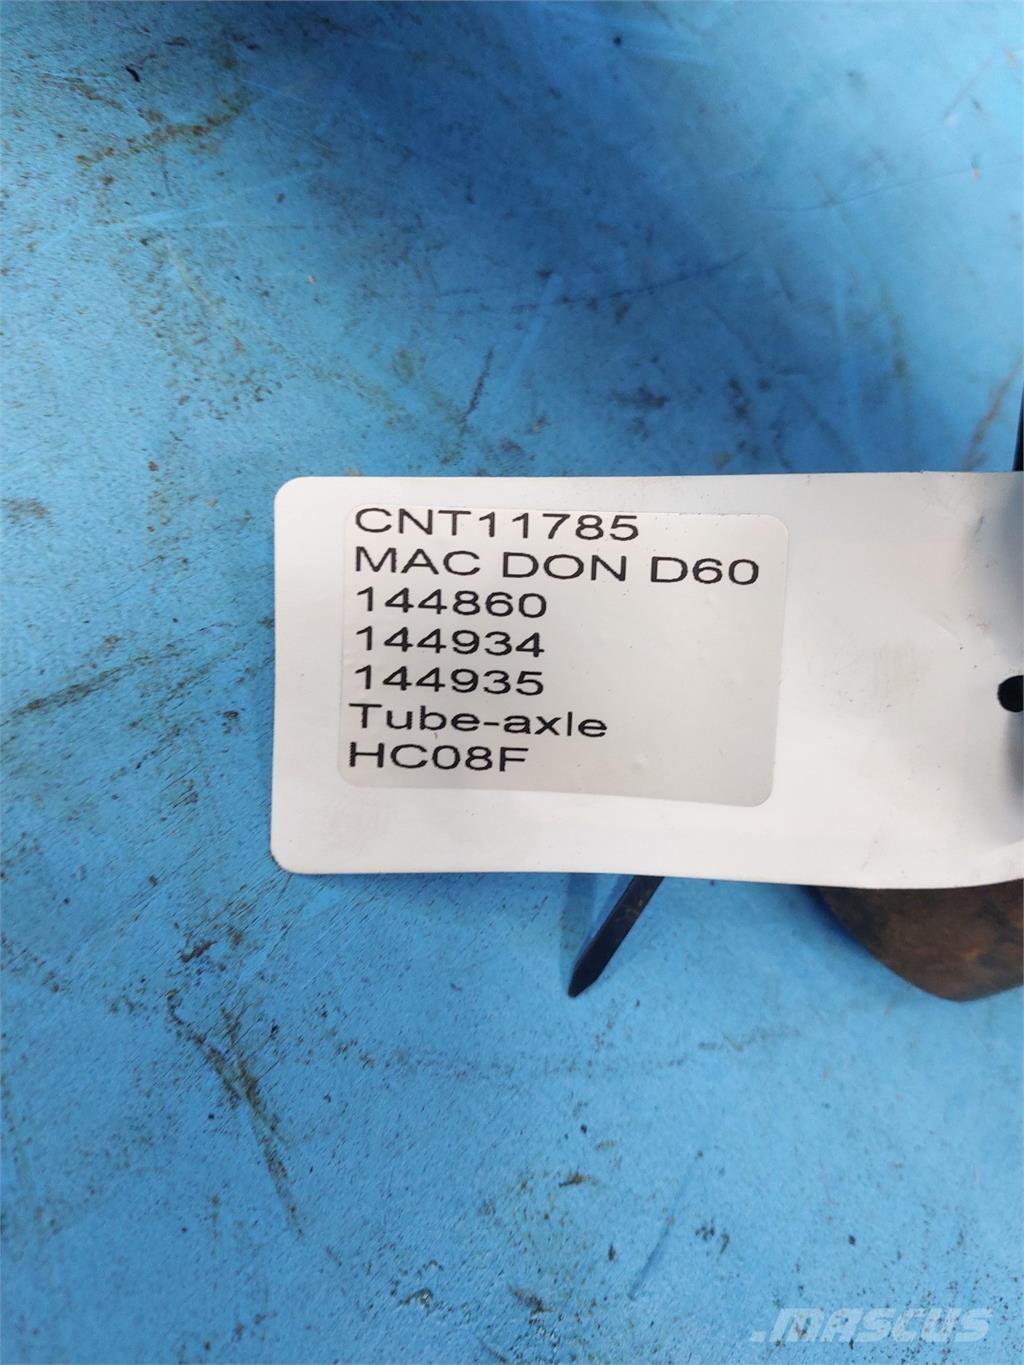 CNT11785
MAC DON D60
144860
144934
144935
Tube-axle
HC08F
.MASCUS